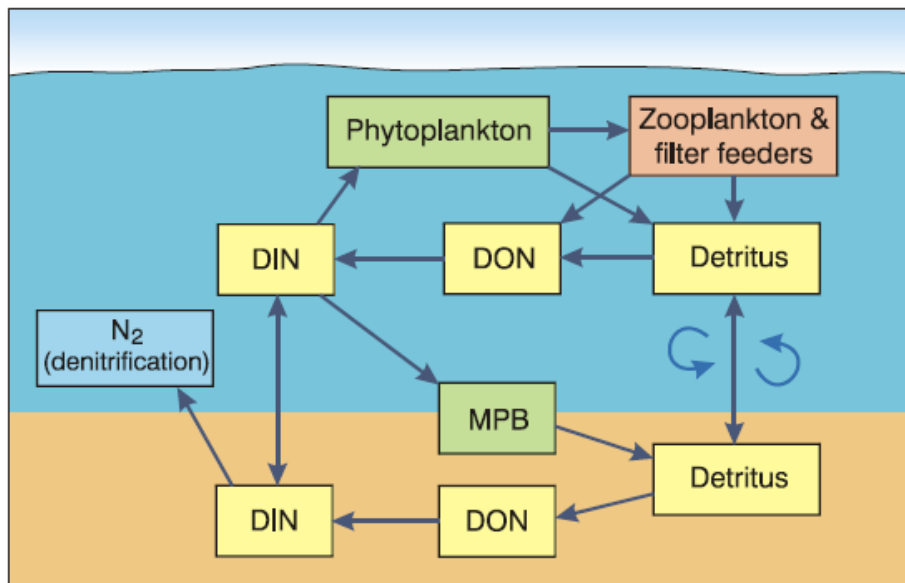 Phytoplankton
Zooplankton &
filter feeders
DIN
DON
Detritus
N₂
(denitrification)
MPB
Detritus
DIN
DON